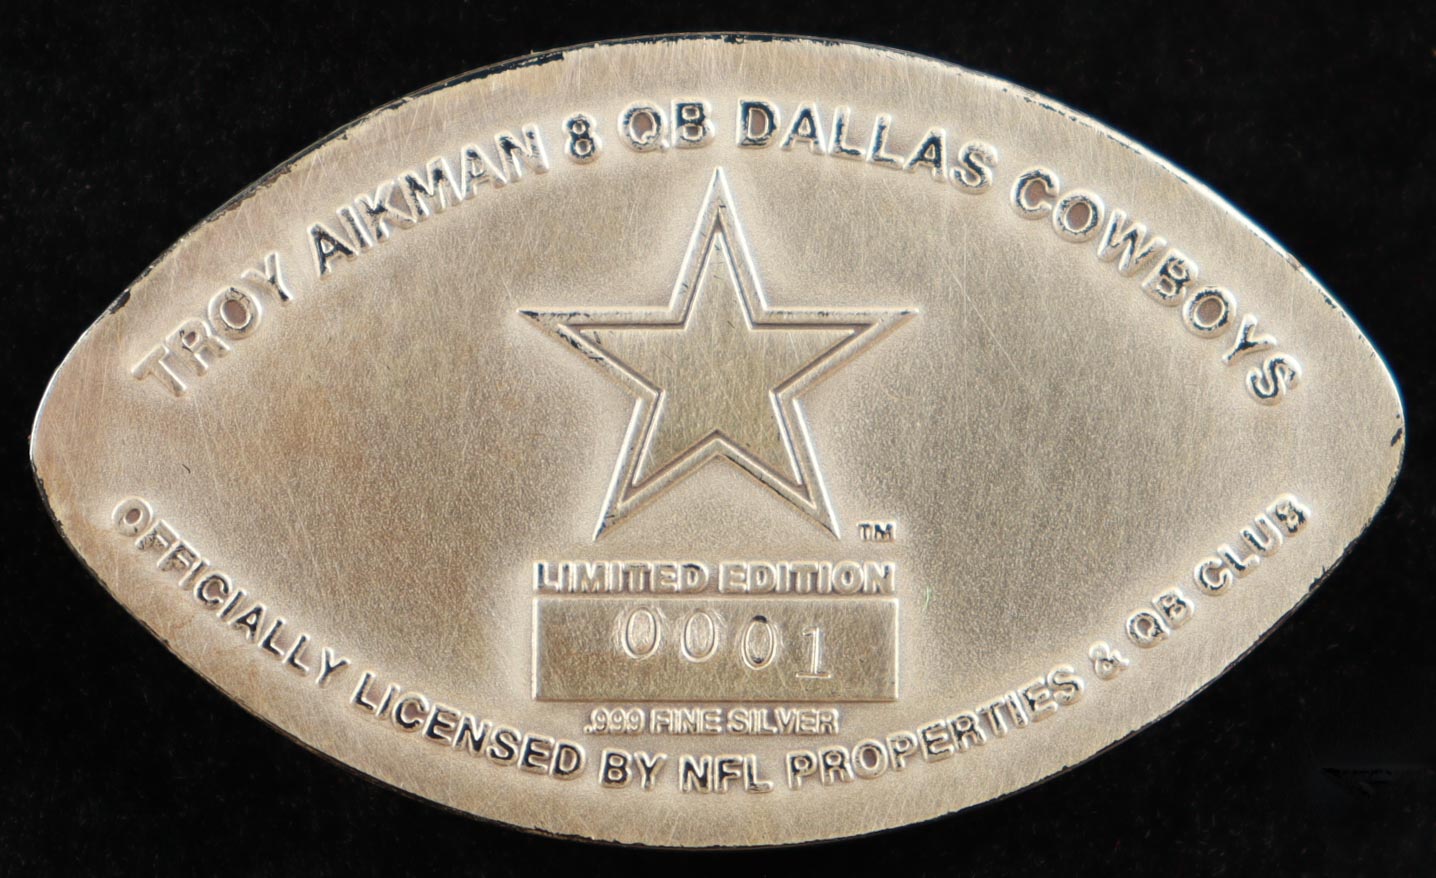 TROY AIKMAN 8 QB DALLAS COWBOYS
TM
LIMITED EDITION
0001
.999 FINE SILVER
OFFICIALLY LICENSED BY NFL PROPERTIES & QB CLUB